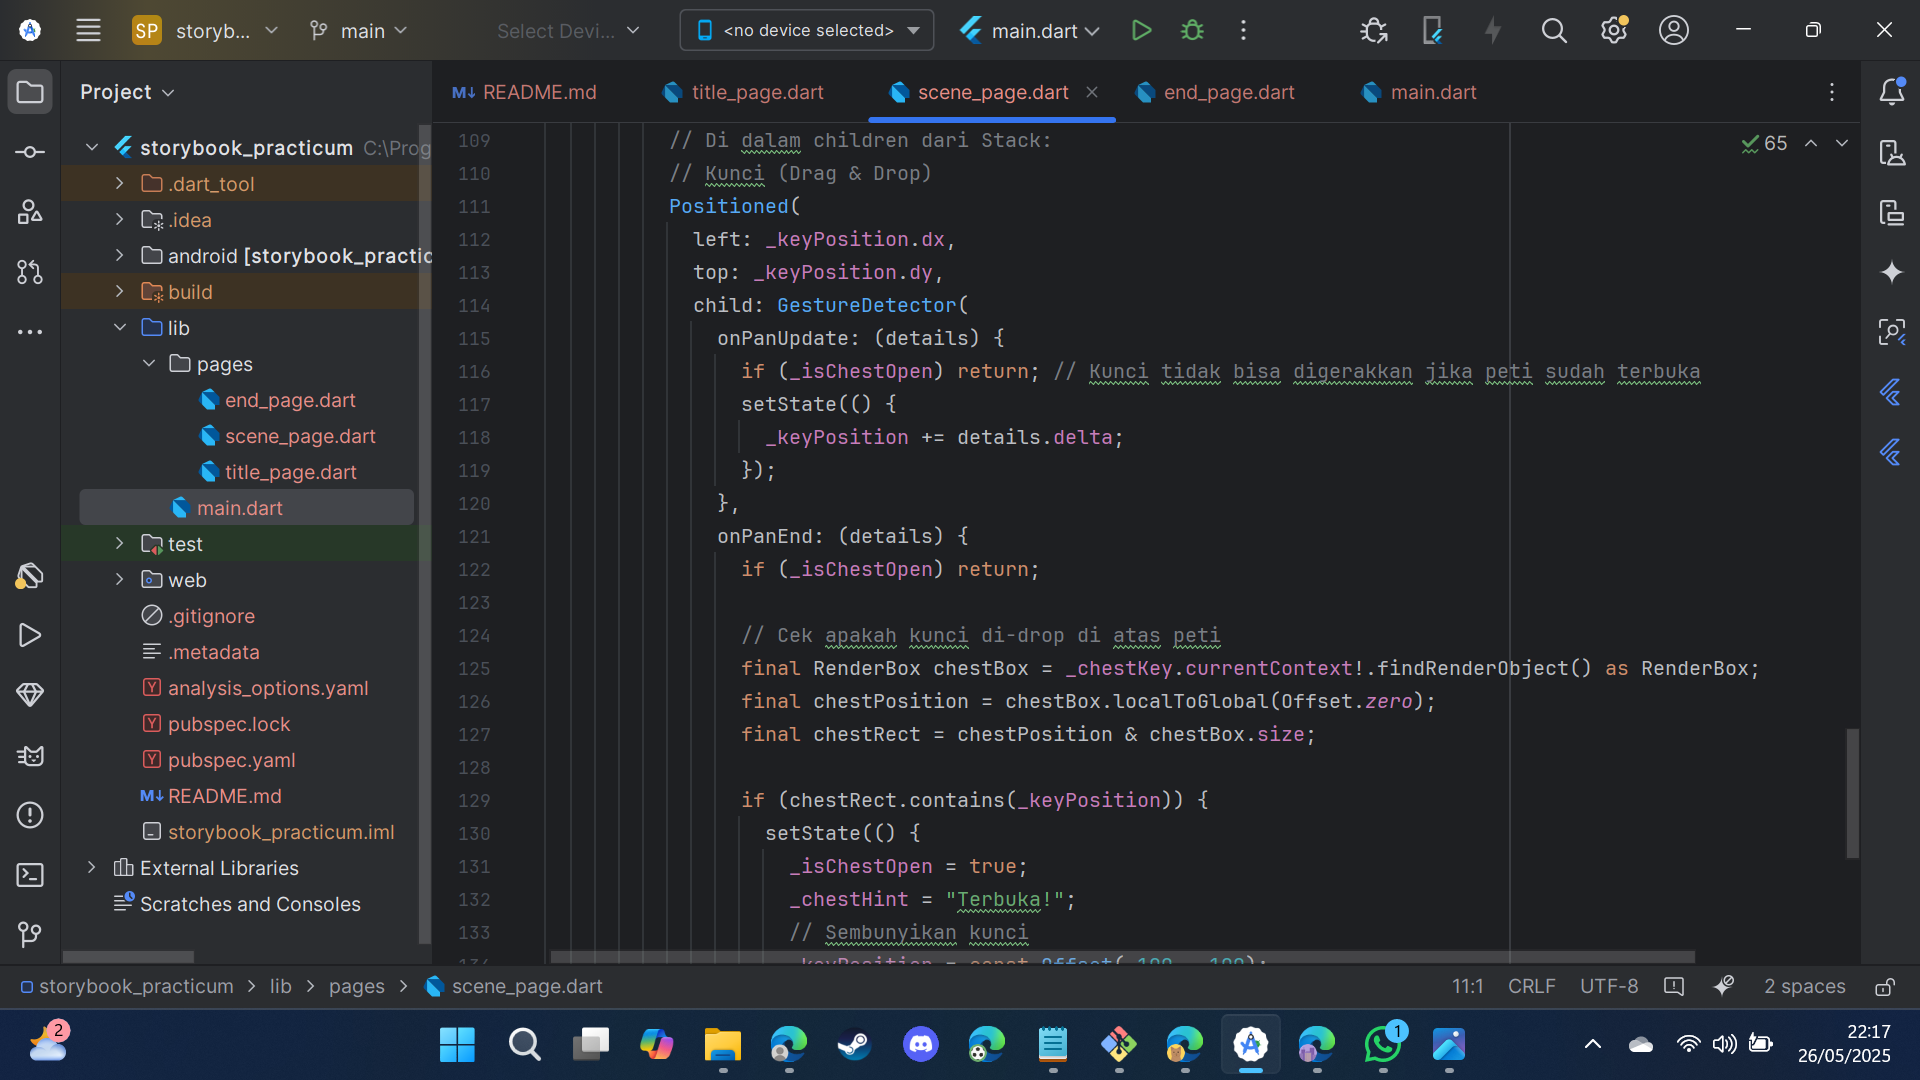 SP storyb... main Select Devi... <no device selected> main.dart
Project
README.md title_page.dart scene_page.dart end_page.dart main.dart
storybook_practicum C:\Prog
.dart_tool
.idea
android [storybook_practic
build
lib
pages
end_page.dart
scene_page.dart
title_page.dart
main.dart
test
web
.gitignore
.metadata
analysis_options.yaml
pubspec.lock
pubspec.yaml
README.md
storybook_practicum.iml
External Libraries
Scratches and Consoles
65
109 // Di dalam children dari Stack:
110 // Kunci (Drag & Drop)
111 Positioned(
112 left: _keyPosition.dx,
113 top: _keyPosition.dy,
114 child: GestureDetector(
115 onPanUpdate: (details) {
116 if (_isChestOpen) return; // Kunci tidak bisa digerakkan jika peti sudah terbuka
117 setState(() {
118 _keyPosition += details.delta;
119 });
120 },
121 onPanEnd: (details) {
122 if (_isChestOpen) return;
123
124 // Cek apakah kunci di-drop di atas peti
125 final RenderBox chestBox = _chestKey.currentContext!.findRenderObject() as RenderBox;
126 final chestPosition = chestBox.localToGlobal(Offset.zero);
127 final chestRect = chestPosition & chestBox.size;
128
129 if (chestRect.contains(_keyPosition)) {
130 setState(() {
131 _isChestOpen = true;
132 _chestHint = "Terbuka!";
133 // Sembunyikan kunci
storybook_practicum > lib > pages > scene_page.dart 11:1 CRLF UTF-8 2 spaces
2
1
22:17
26/05/2025